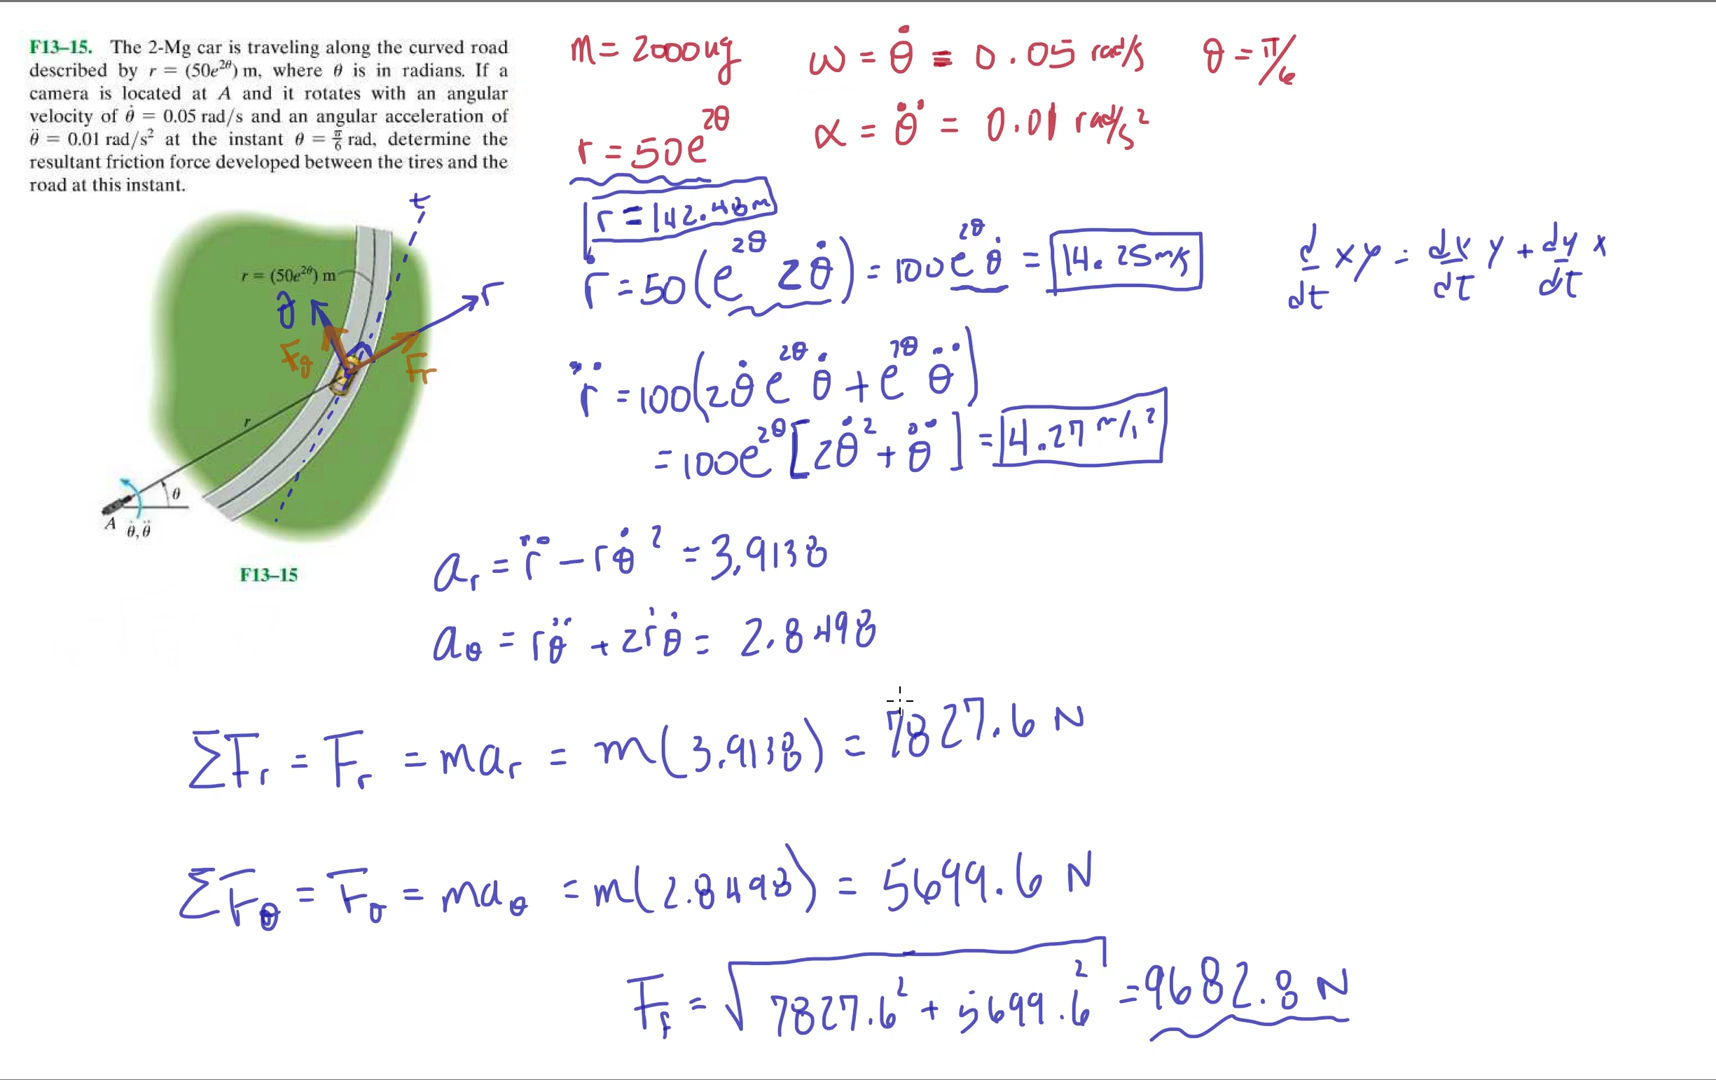 F13–15. The 2-Mg car is traveling along the curved road
described by r = (50e^{2θ}) m, where θ is in radians. If a
camera is located at A and it rotates with an angular
velocity of θ̇ = 0.05 rad/s and an angular acceleration of
θ̈ = 0.01 rad/s² at the instant θ = π/6 rad, determine the
resultant friction force developed between the tires and the
road at this instant.
m = 2000 kg
ω = θ̇ = 0.05 rad/s
θ = π/6
r = 50e^{2θ}
α = θ̈ = 0.01 rad/s²
r = 142.48m
ṙ = 50(e^{2θ} 2θ̇) = 100e^{2θ} θ̇ = 14.25 m/s
d/dt xy = dx/dt y + dy/dt x
r̈ = 100(2θ̇ e^{2θ} θ̇ + e^{2θ} θ̈)
= 100e^{2θ} [2θ̇² + θ̈] = 4.27 m/s²
t
r = (50e^{2θ}) m
θ
r
F_θ
F_r
r
θ
A
θ̇, θ̈
F13–15
a_r = r̈ – rθ̇² = 3.9138
a_θ = rθ̈ + 2ṙθ̇ = 2.8498
ΣF_r = F_r = ma_r = m(3.9138) = 7827.6 N
ΣF_θ = F_θ = ma_θ = m(2.8498) = 5699.6 N
F_f = √(7827.6² + 5699.6²) = 9682.8 N